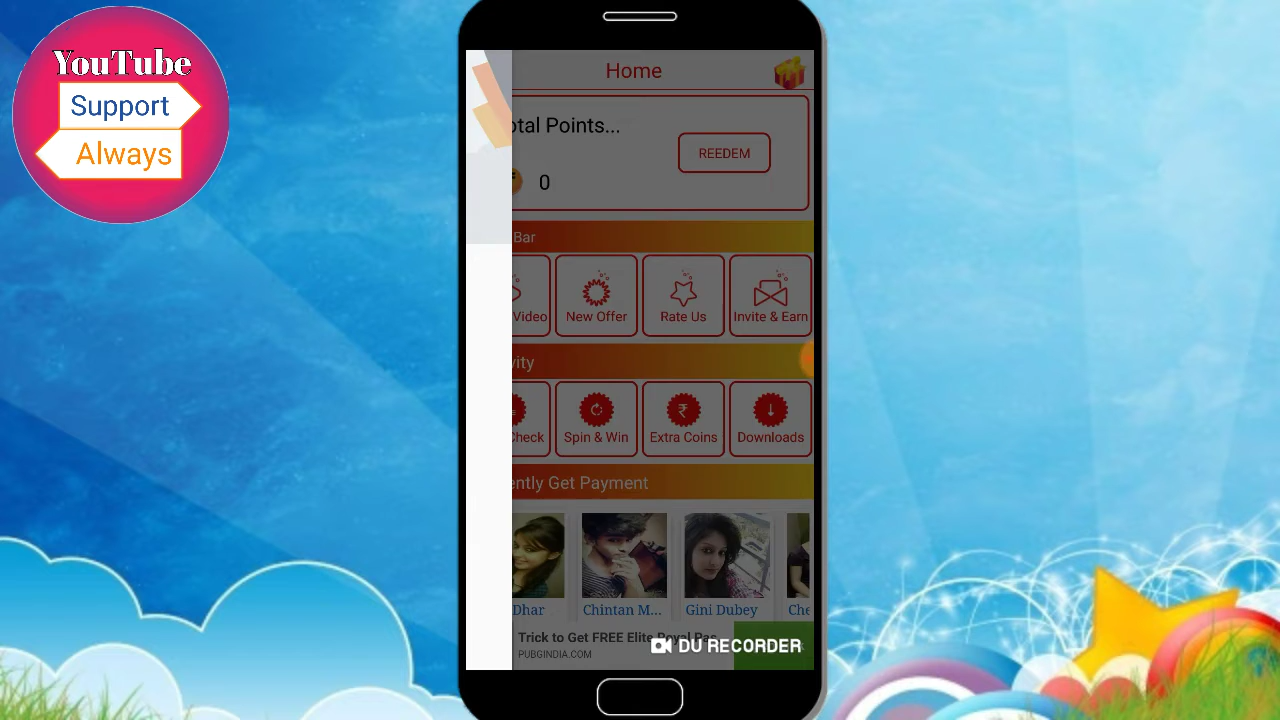 YouTube
Support
Always
Home
otal Points...
REEDEM
0
Bar
Video
New Offer
Rate Us
Invite & Earn
vity
Check
Spin & Win
Extra Coins
Downloads
ently Get Payment
Dhar
Chintan M...
Gini Dubey
Che
Trick to Get FREE Elite Royal Pas
PUBGINDIA.COM
DU RECORDER